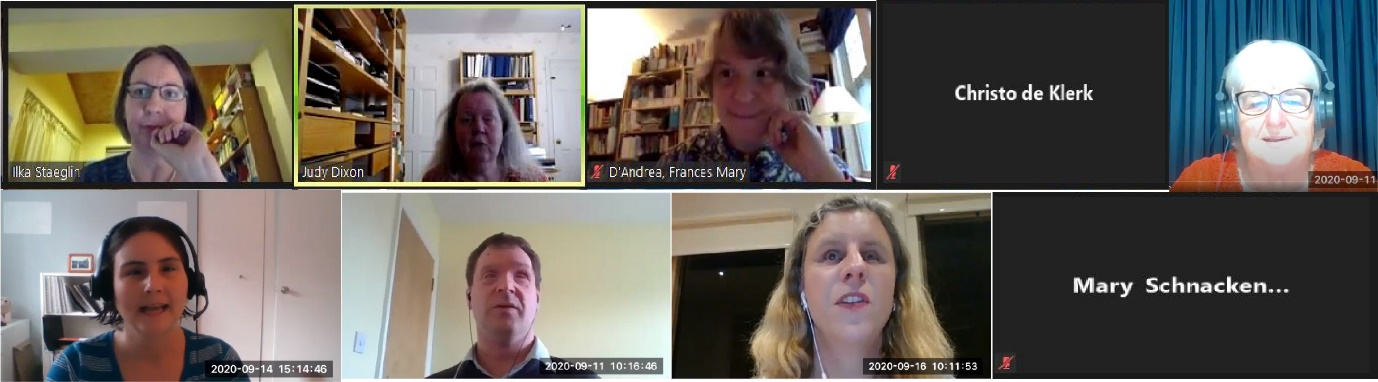 Ilka Staeglin
Judy Dixon
D'Andrea, Frances Mary
Christo de Klerk
2020-09-11
2020-09-14 15:14:46
2020-09-11 10:16:46
2020-09-16 10:11:53
Mary Schnacken...